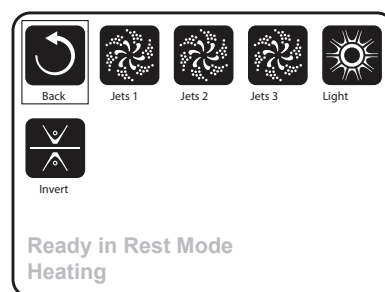 Back Jets 1 Jets 2 Jets 3 Light
Invert
Ready in Rest Mode
Heating